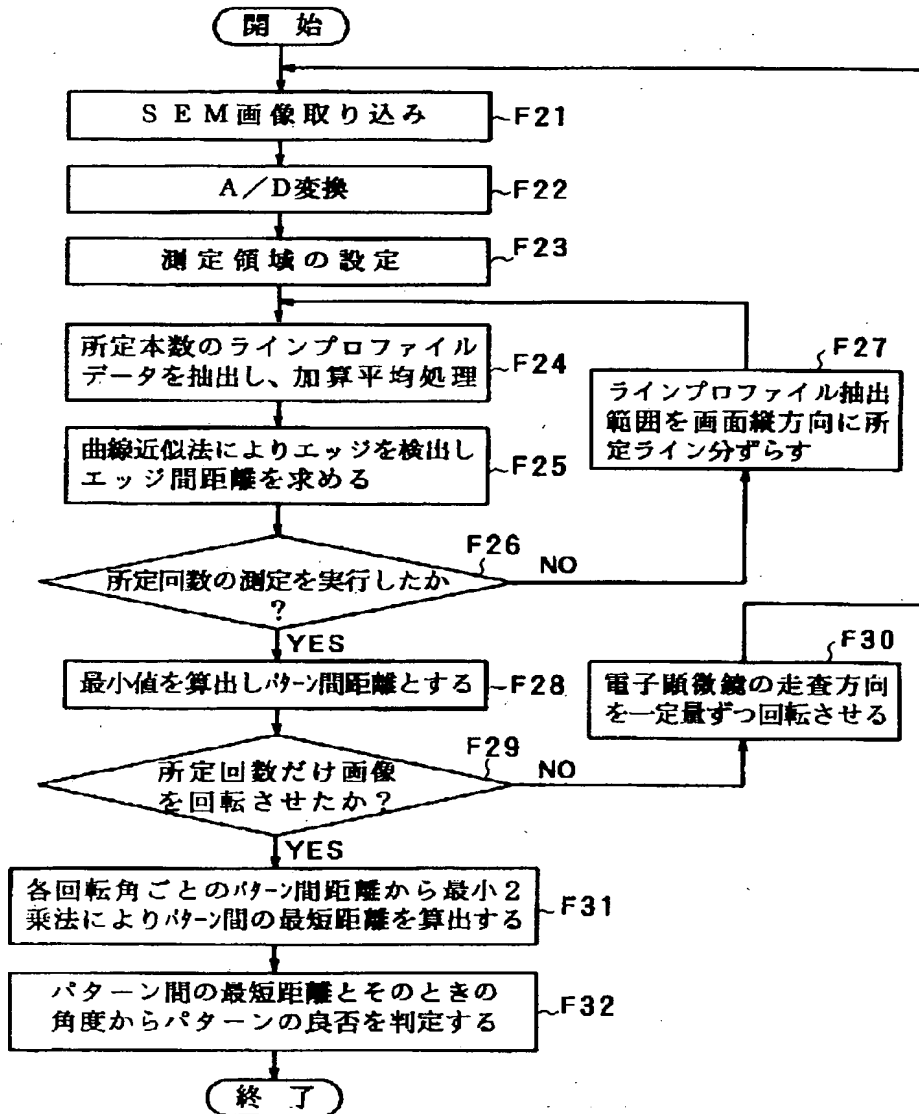 開 始
SEM画像取り込み
F21
A/D変換
F22
測定領域の設定
F23
所定本数のラインプロファイル
データを抽出し、加算平均処理
F24
曲線近似法によりエッジを検出し
エッジ間距離を求める
F25
F26
所定回数の測定を実行したか
?
NO
YES
F27
ラインプロファイル抽出
範囲を画面縦方向に所
定ライン分ずらす
最小値を算出しパターン間距離とする
F28
F29
所定回数だけ画像
を回転させたか?
NO
YES
F30
電子顕微鏡の走査方向
を一定量ずつ回転させる
各回転角ごとのパターン間距離から最小2
乗法によりパターン間の最短距離を算出する
F31
パターン間の最短距離とそのときの
角度からパターンの良否を判定する
F32
終 了